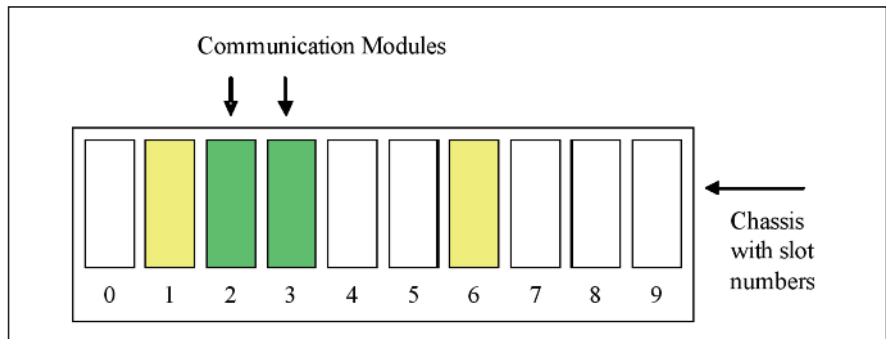 Communication Modules
0 1 2 3 4 5 6 7 8 9
Chassis
with slot
numbers